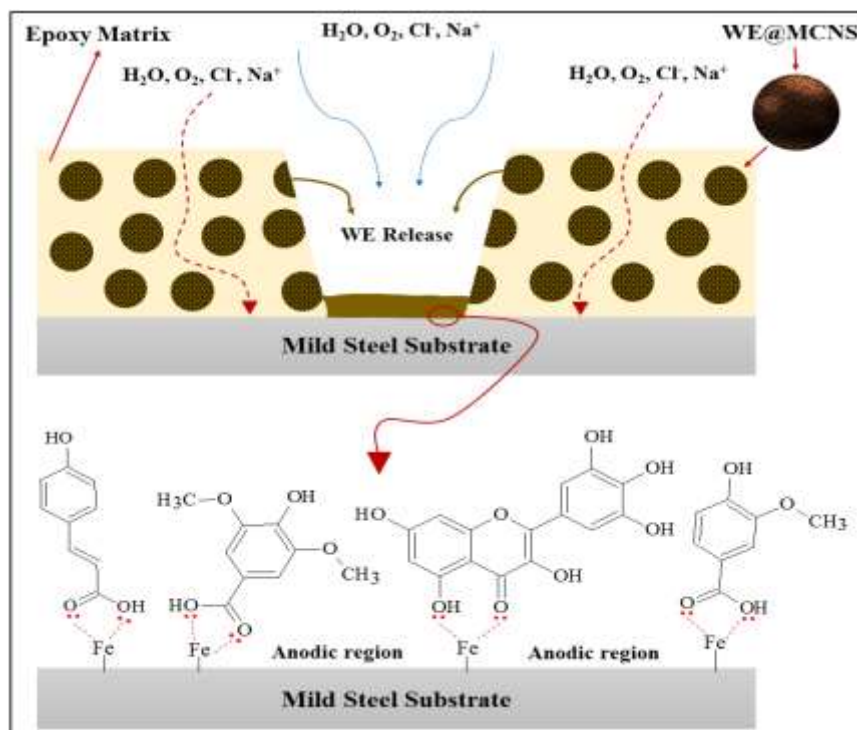 Epoxy Matrix
H₂O, O₂, Cl⁻, Na⁺
WE@MCNS
H₂O, O₂, Cl⁻, Na⁺
H₂O, O₂, Cl⁻, Na⁺
WE Release
Mild Steel Substrate
HO
O
OH
Fe
H₃C
O
OH
O
CH₃
HO
O
Fe
Anodic region
HO
O
OH
OH
OH
OH
OH
O
Fe
Anodic region
OH
O
CH₃
O
OH
Fe
Mild Steel Substrate